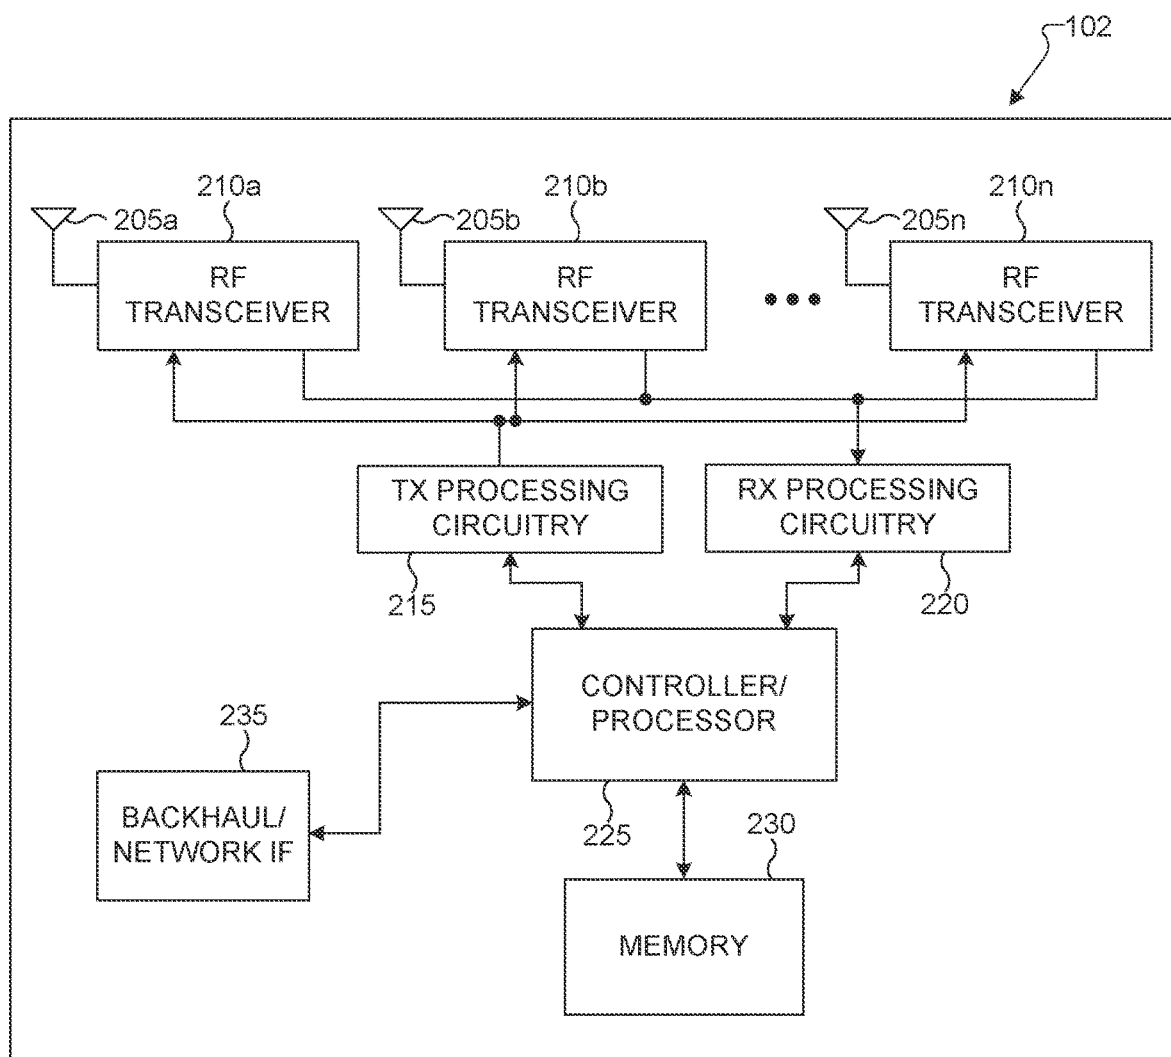 102
210a
210b
210n
205a
205b
205n
RF
TRANSCEIVER
RF
TRANSCEIVER
RF
TRANSCEIVER
TX PROCESSING
CIRCUITRY
RX PROCESSING
CIRCUITRY
215
220
CONTROLLER/
PROCESSOR
235
BACKHAUL/
NETWORK IF
225
230
MEMORY